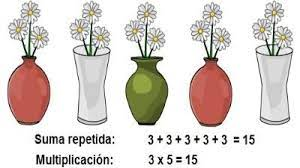 Suma repetida: 3 + 3 + 3 + 3 + 3 = 15
Multiplicación: 3 x 5 = 15